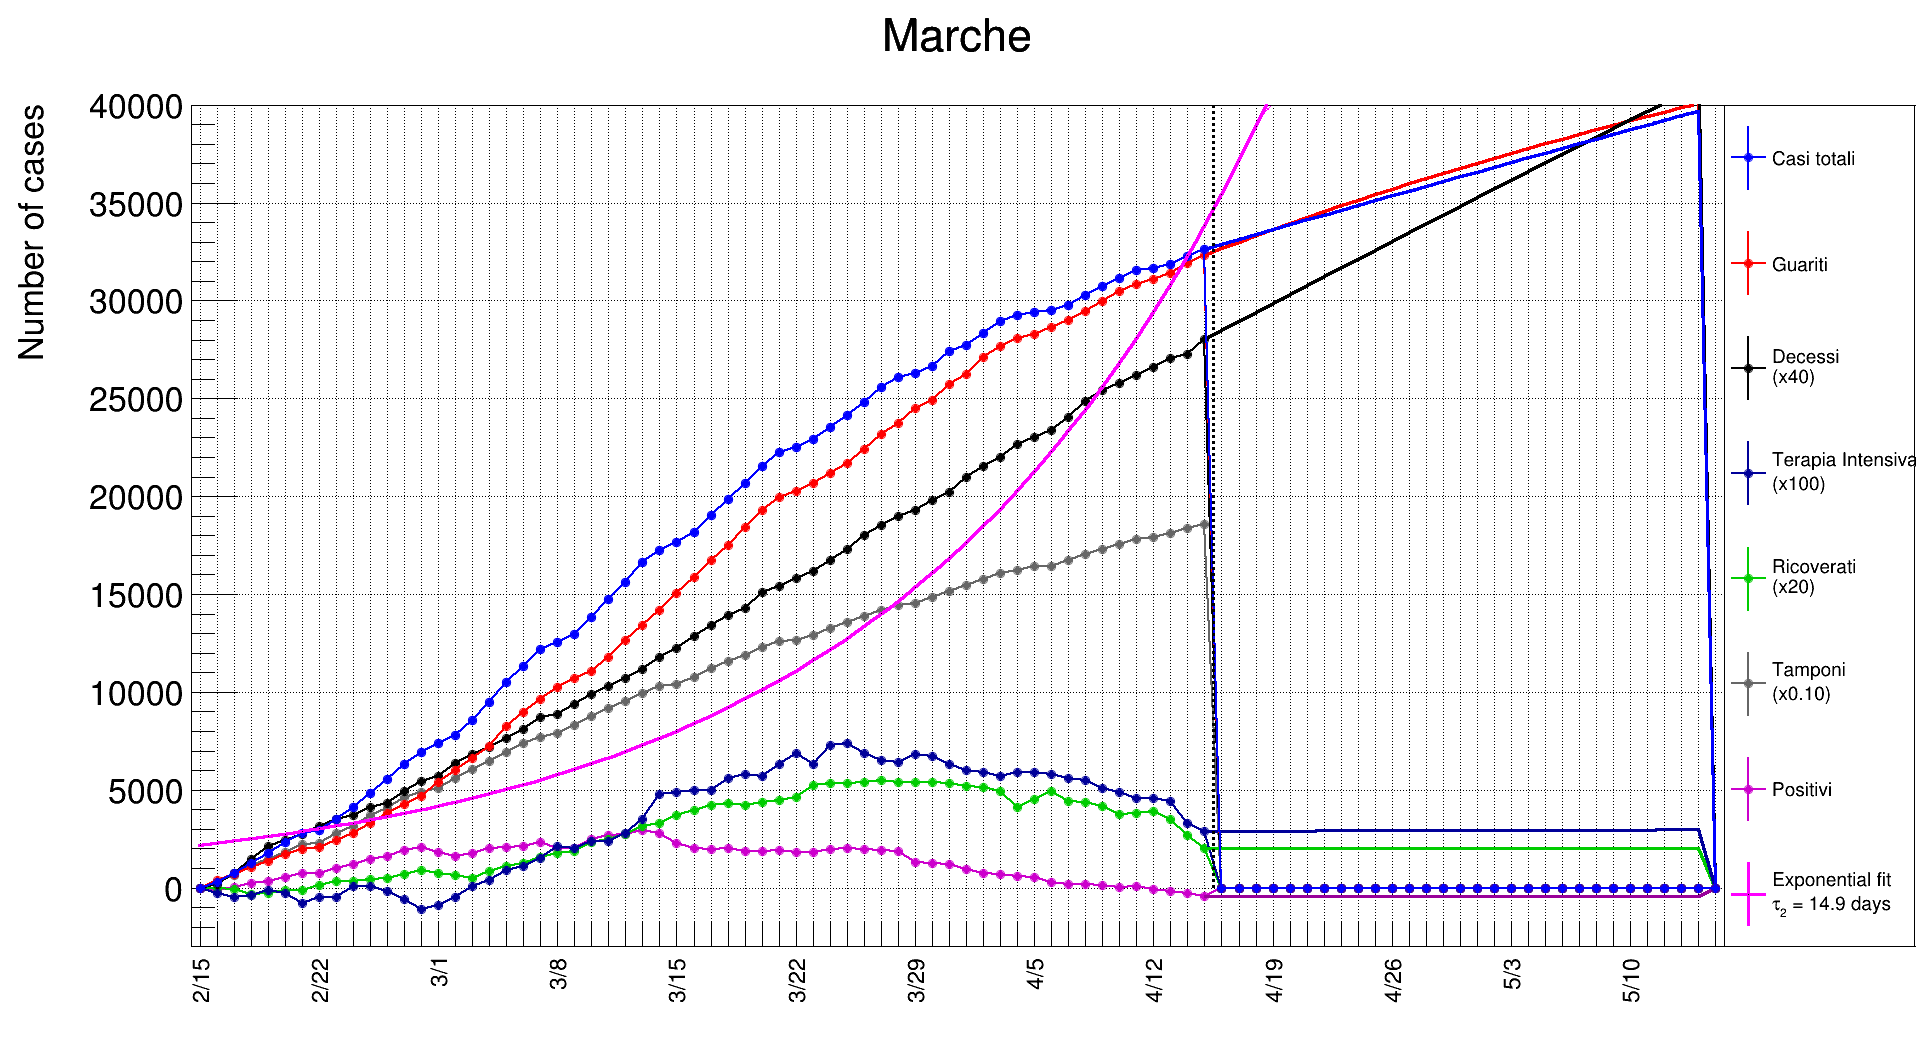 Marche
Number of cases
40000
35000
30000
25000
20000
15000
10000
5000
0
2/15
2/22
3/1
3/8
3/15
3/22
3/29
4/5
4/12
4/19
4/26
5/3
5/10
Casi totali
Guariti
Decessi
(x40)
Terapia Intensiva
(x100)
Ricoverati
(x20)
Tamponi
(x0.10)
Positivi
Exponential fit
τ2 = 14.9 days